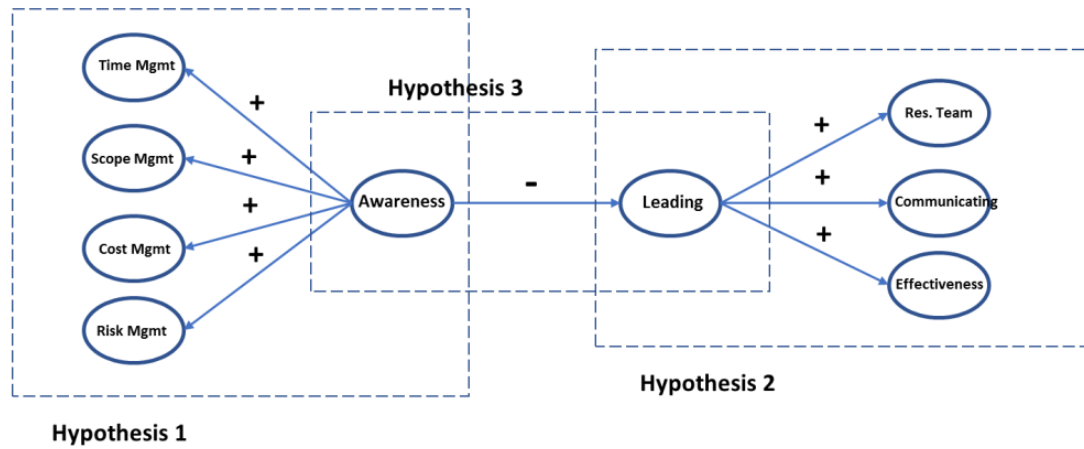 Time Mgmt
Hypothesis 3
+
Res. Team
+
Scope Mgmt
+
+
-
Awareness
Leading
Communicating
+
Cost Mgmt
+
+
Effectiveness
Risk Mgmt
Hypothesis 2
Hypothesis 1